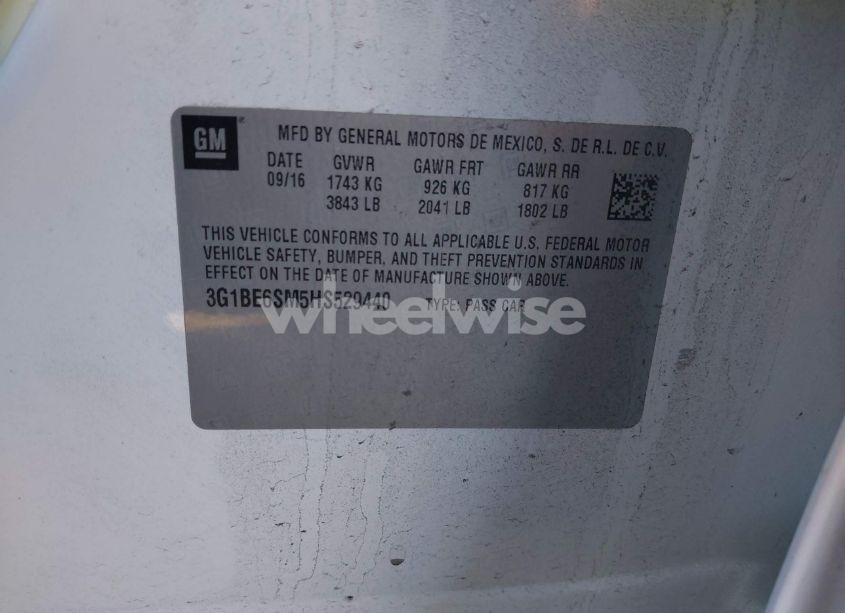 GM
MFD BY GENERAL MOTORS DE MEXICO, S. DE R.L. DE C.V.
DATE GVWR GAWR FRT GAWR RR
09/16 1743 KG 926 KG 817 KG
3843 LB 2041 LB 1802 LB
THIS VEHICLE CONFORMS TO ALL APPLICABLE U.S. FEDERAL MOTOR
VEHICLE SAFETY, BUMPER, AND THEFT PREVENTION STANDARDS IN
EFFECT ON THE DATE OF MANUFACTURE SHOWN ABOVE.
3G1BE6SM5HS529440 TYPE: PASS CAR
wheelwise